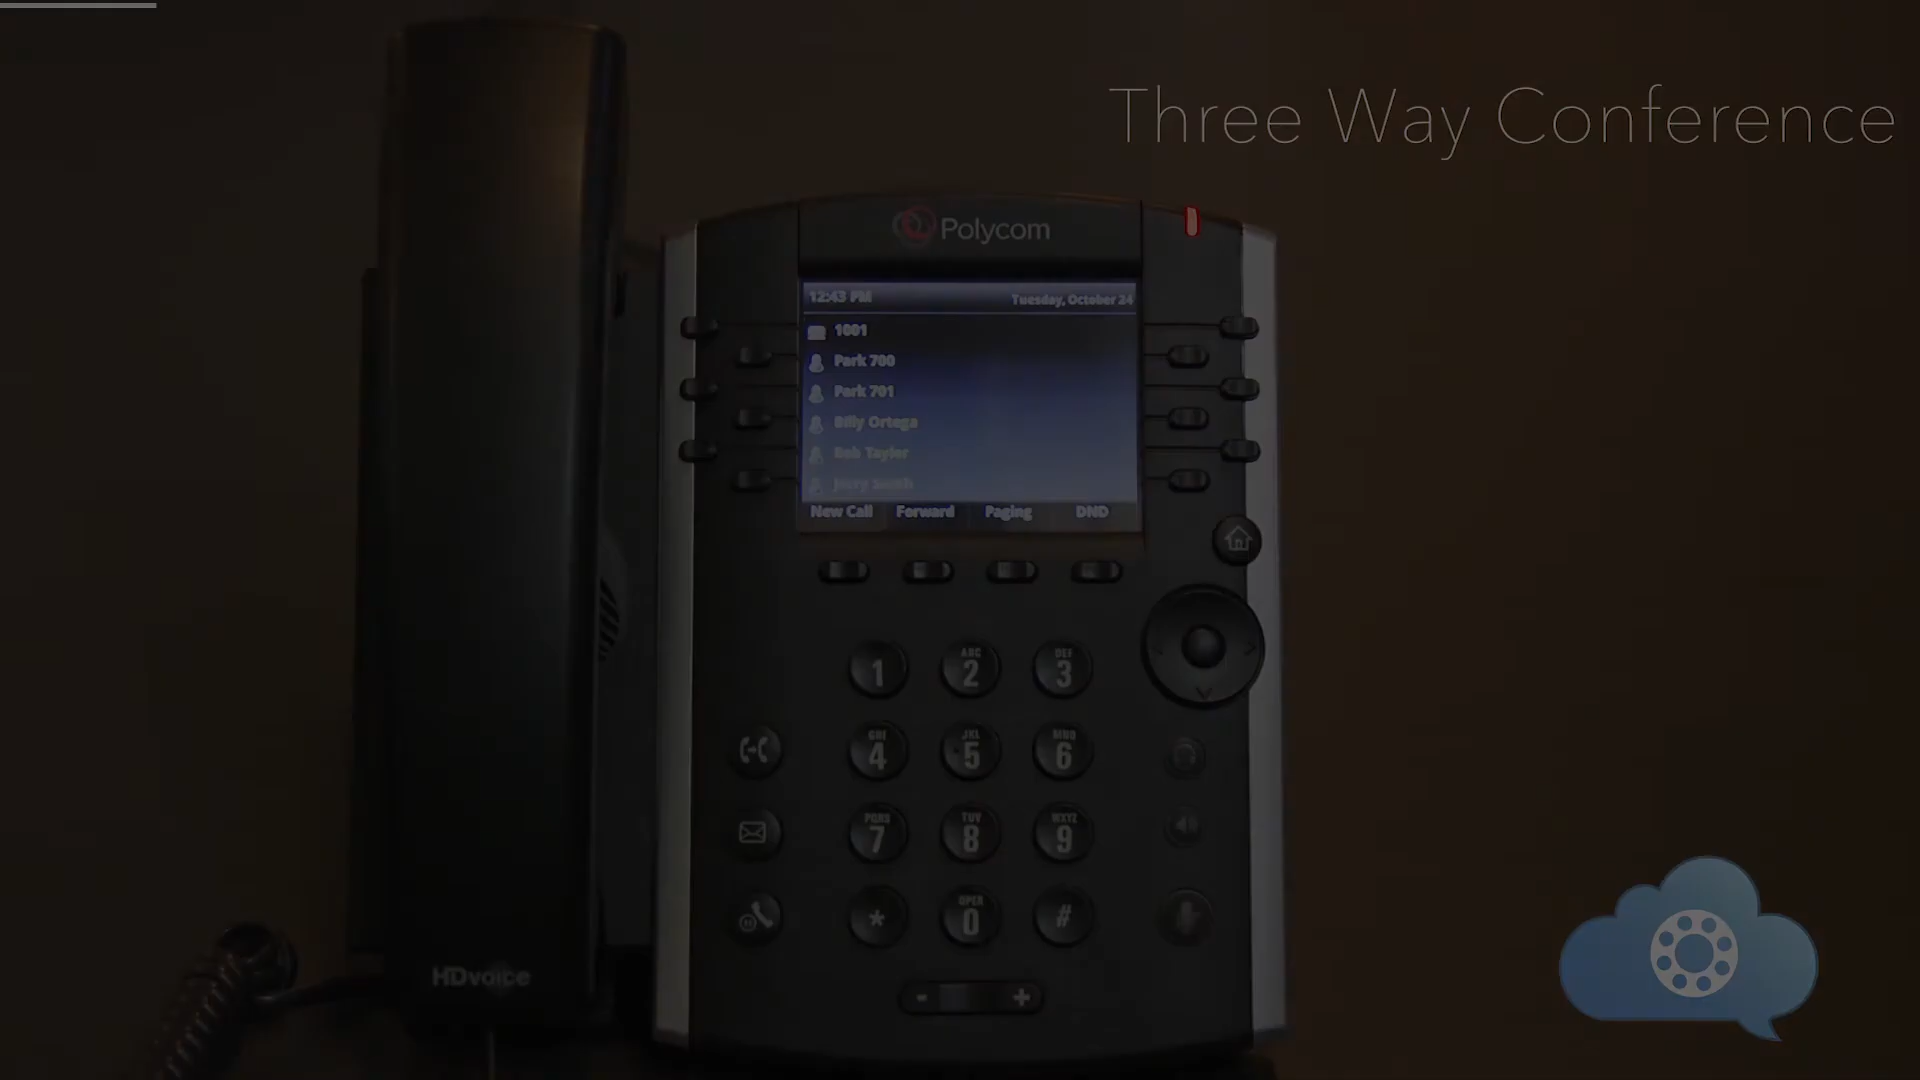 Three Way Conference
Polycom
12:43 PM
Tuesday, October 24
1001
Park 700
Park 701
Billy Ortega
Bob Taylor
Jerry Smith
New Call Forward Paging DND
1 ABC 2 DEF 3
GHI 4 JKL 5 MNO 6
PQRS 7 TUV 8 WXYZ 9
* OPER 0 #
HDvoice
- +